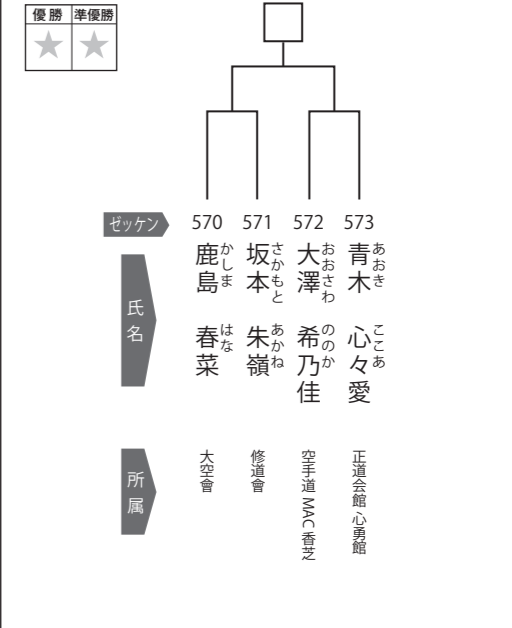 優勝 準優勝
★ ★
ゼッケン 570 571 572 573
氏名
鹿島 春菜
かしま はな
坂本 朱嶺
さかもと あかね
大澤 希乃佳
おおさわ ののか
青木 心々愛
あおき ここあ
所属
大空會
修道會
空手道 MAC 香芝
正道会館 心勇館